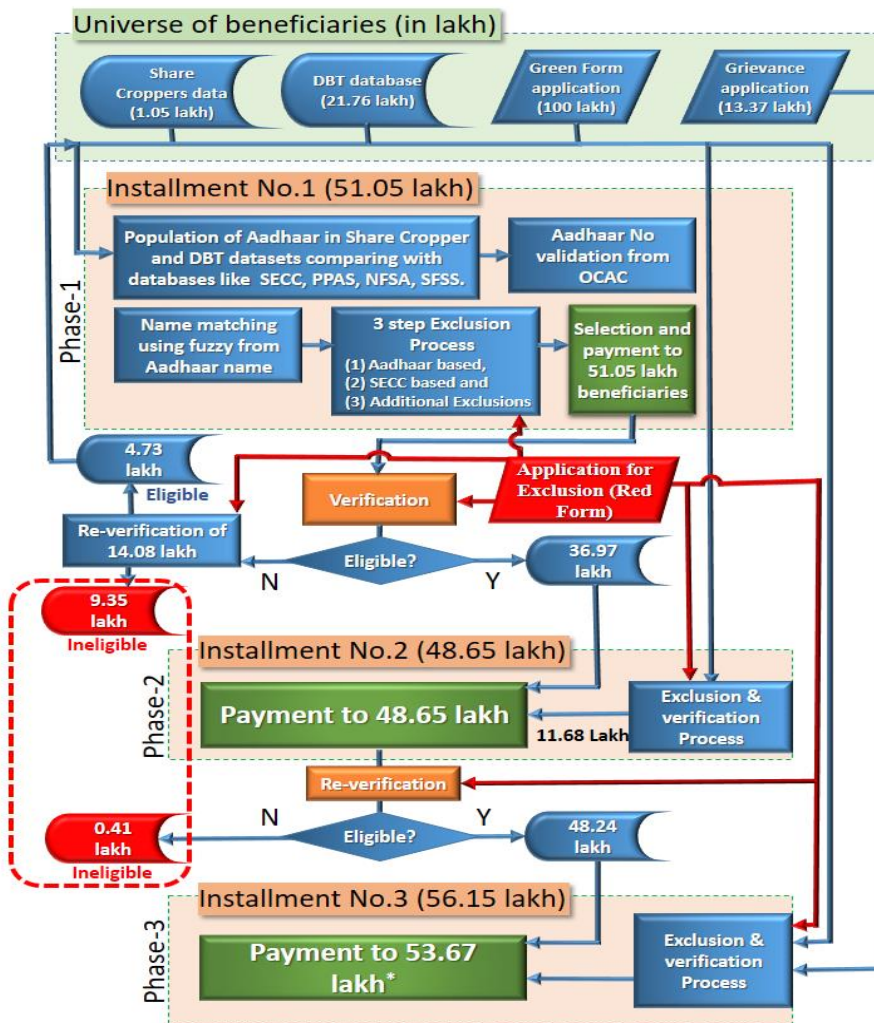 Universe of beneficiaries (in lakh)
Share
Croppers data
(1.05 lakh)
DBT database
(21.76 lakh)
Green Form
application
(100 lakh)
Grievance
application
(13.37 lakh)
Phase-1
Installment No.1 (51.05 lakh)
Population of Aadhaar in Share Cropper
and DBT datasets comparing with
databases like SECC, PPAS, NFSA, SFSS.
Aadhaar No
validation from
OCAC
Name matching
using fuzzy from
Aadhaar name
3 step Exclusion
Process
(1) Aadhaar based,
(2) SECC based and
(3) Additional Exclusions
Selection and
payment to
51.05 lakh
beneficiaries
4.73
lakh
Eligible
Verification
Application for
Exclusion (Red
Form)
Re-verification of
14.08 lakh
N
Eligible?
Y
36.97
lakh
9.35
lakh
Ineligible
Phase-2
Installment No.2 (48.65 lakh)
Payment to 48.65 lakh
11.68 Lakh
Exclusion &
verification
Process
Re-verification
N
Eligible?
Y
48.24
lakh
0.41
lakh
Ineligible
Phase-3
Installment No.3 (56.15 lakh)
Payment to 53.67
lakh*
Exclusion &
verification
Process